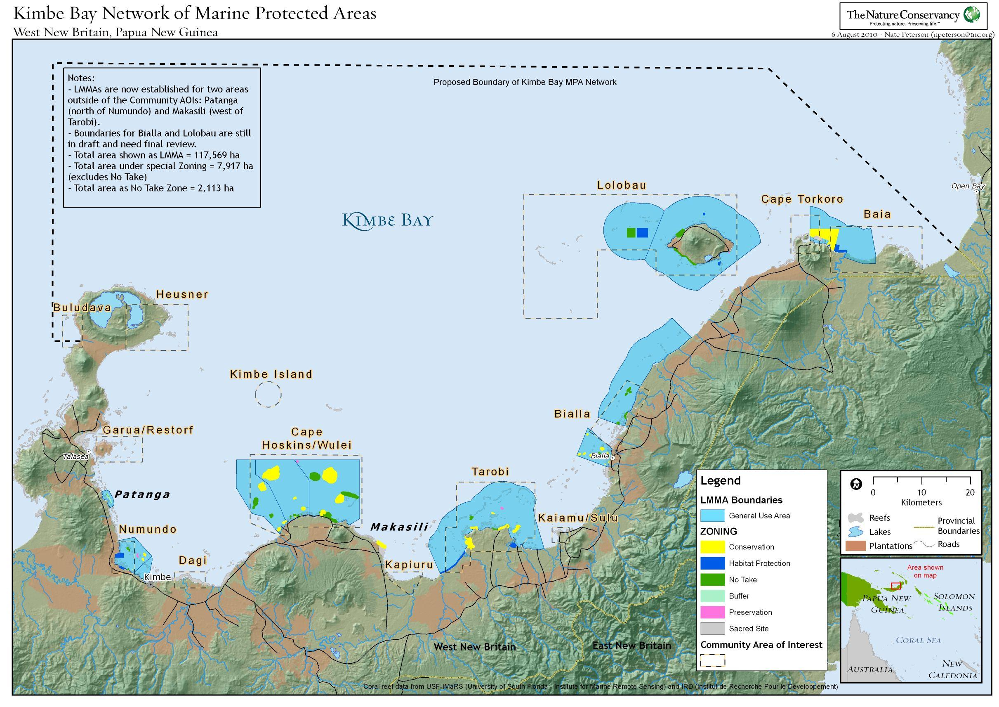 Kimbe Bay Network of Marine Protected Areas
West New Britain, Papua New Guinea
The Nature Conservancy
Protecting nature. Preserving life.™
6 August 2010 - Nate Peterson (npeterson@tnc.org)
Notes:
- LMMAs are now established for two areas
outside of the Community AOIs: Patanga
(north of Numundo) and Makasili (west of
Tarobi).
- Boundaries for Bialla and Lolobau are still
in draft and need final review.
- Total area shown as LMMA = 117,569 ha
- Total area under special Zoning = 7,917 ha
(excludes No Take)
- Total area as No Take Zone = 2,113 ha
Proposed Boundary of Kimbe Bay MPA Network
Kimbe Bay
Lolobau
Cape Torkoro
Baia
Open Bay
Heusner
Buludava
Kimbe Island
Garua/Restorf
Talasea
Cape
Hoskins/Wulei
Bialla
Bialla
Tarobi
Patanga
Numundo
Makasili
Kaiamu/Sulu
Dagi
Kapiuru
Kimbe
West New Britain
East New Britain
Legend
LMMA Boundaries
General Use Area
ZONING
Conservation
Habitat Protection
No Take
Buffer
Preservation
Sacred Site
Community Area of Interest
N
0 10 20
Kilometers
Reefs
Lakes
Plantations
Provincial
Boundaries
Roads
Area shown
on map
Papua New
Guinea
Solomon
Islands
Coral Sea
Australia
New
Caledonia
Coral reef data from USF-IMaRS (University of South Florida - Institute for Marine Remote Sensing) and IRD (Institut de Recherche Pour le Developpement)